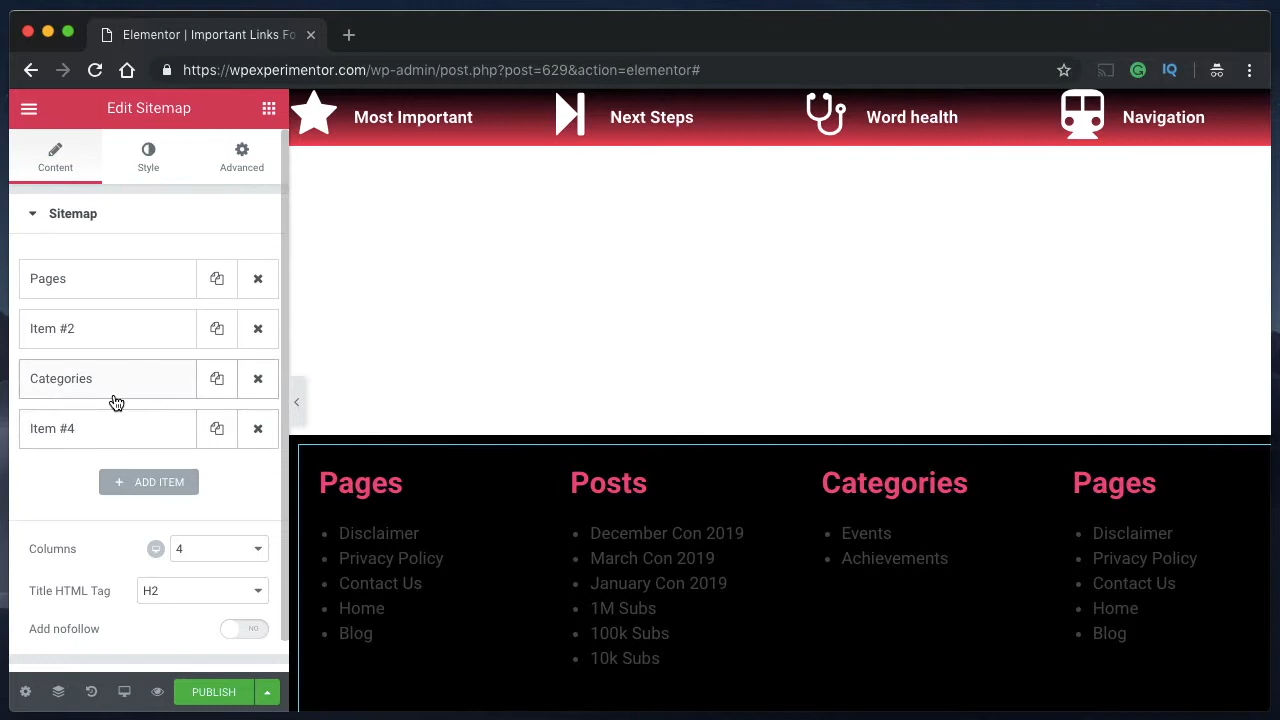 Elementor | Important Links Fo
https://wpexperimentor.com/wp-admin/post.php?post=629&action=elementor#
IQ
Edit Sitemap
Content
Style
Advanced
Sitemap
Pages
Item #2
Categories
Item #4
+ ADD ITEM
Columns
4
Title HTML Tag
H2
Add nofollow
NO
PUBLISH
Most Important
Next Steps
Word health
Navigation
Pages
• Disclaimer
• Privacy Policy
• Contact Us
• Home
• Blog
Posts
• December Con 2019
• March Con 2019
• January Con 2019
• 1M Subs
• 100k Subs
• 10k Subs
Categories
• Events
• Achievements
Pages
• Disclaimer
• Privacy Policy
• Contact Us
• Home
• Blog